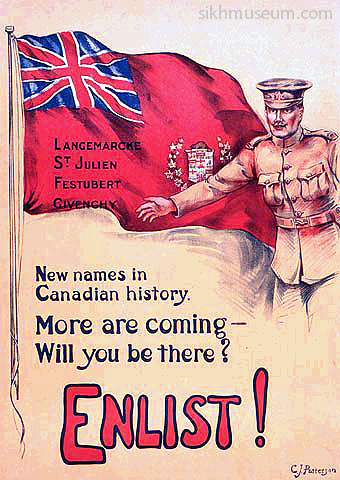 sikhmuseum.com
LANGEMARCKE
ST JULIEN
FESTUBERT
GIVENCHY
New names in
Canadian history.
More are coming —
Will you be there?
ENLIST!
C.J. Patterson